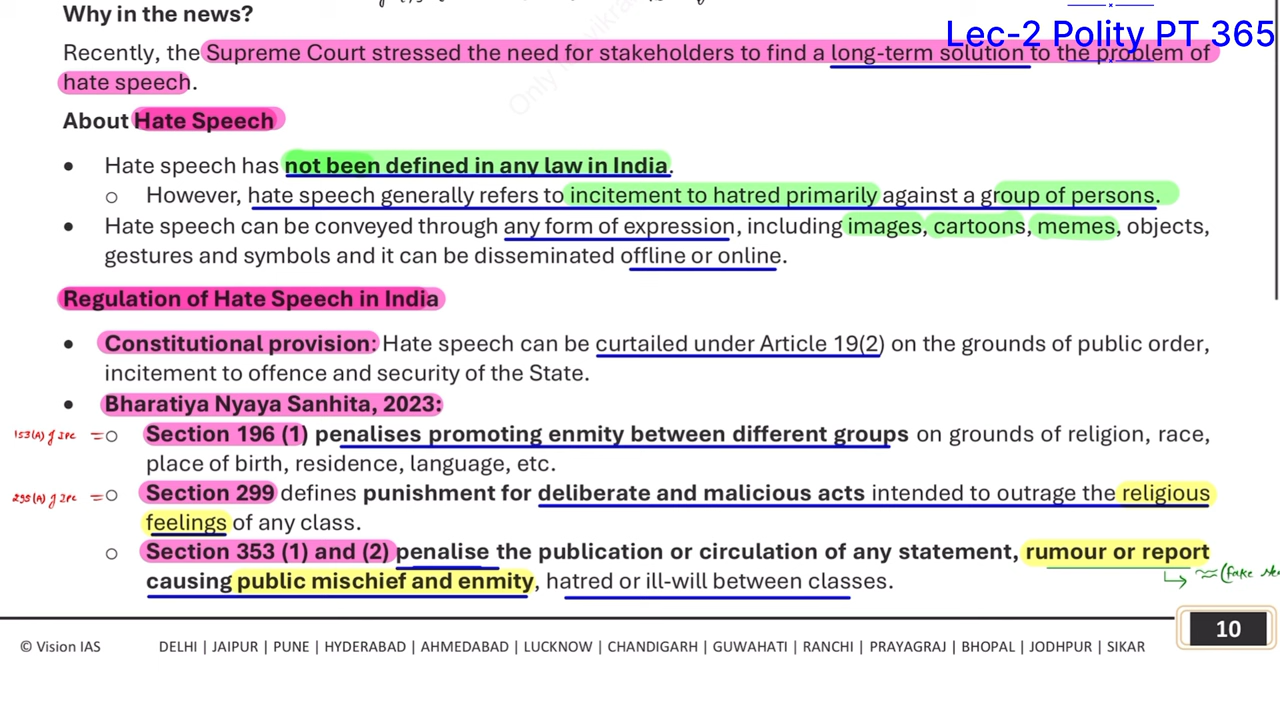 Why in the news?
Lec-2 Polity PT 365
Recently, the Supreme Court stressed the need for stakeholders to find a long-term solution to the problem of
hate speech.
About Hate Speech
• Hate speech has not been defined in any law in India.
o However, hate speech generally refers to incitement to hatred primarily against a group of persons.
• Hate speech can be conveyed through any form of expression, including images, cartoons, memes, objects,
gestures and symbols and it can be disseminated offline or online.
Regulation of Hate Speech in India
• Constitutional provision: Hate speech can be curtailed under Article 19(2) on the grounds of public order,
incitement to offence and security of the State.
• Bharatiya Nyaya Sanhita, 2023:
153(A) of IPC = o Section 196 (1) penalises promoting enmity between different groups on grounds of religion, race,
place of birth, residence, language, etc.
295(A) of IPC = o Section 299 defines punishment for deliberate and malicious acts intended to outrage the religious
feelings of any class.
o Section 353 (1) and (2) penalise the publication or circulation of any statement, rumour or report
≈ (fake
causing public mischief and enmity, hatred or ill-will between classes.
10
© Vision IAS DELHI | JAIPUR | PUNE | HYDERABAD | AHMEDABAD | LUCKNOW | CHANDIGARH | GUWAHATI | RANCHI | PRAYAGRAJ | BHOPAL | JODHPUR | SIKAR